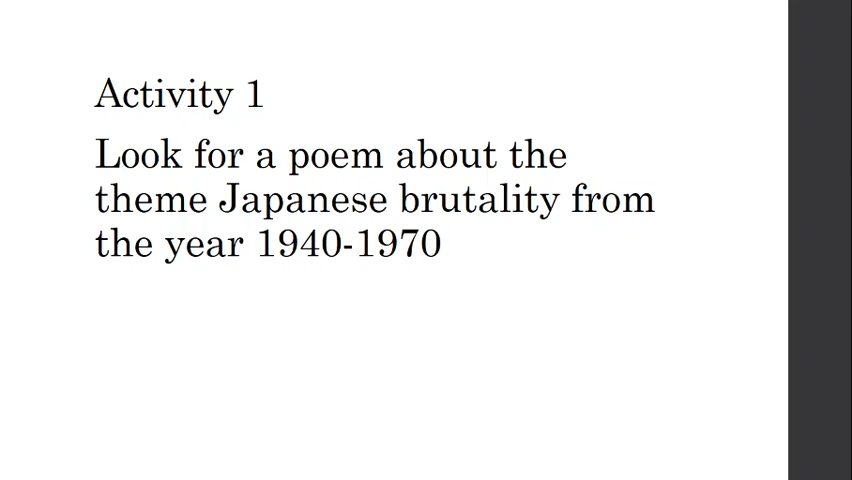 Activity 1
Look for a poem about the
theme Japanese brutality from
the year 1940-1970